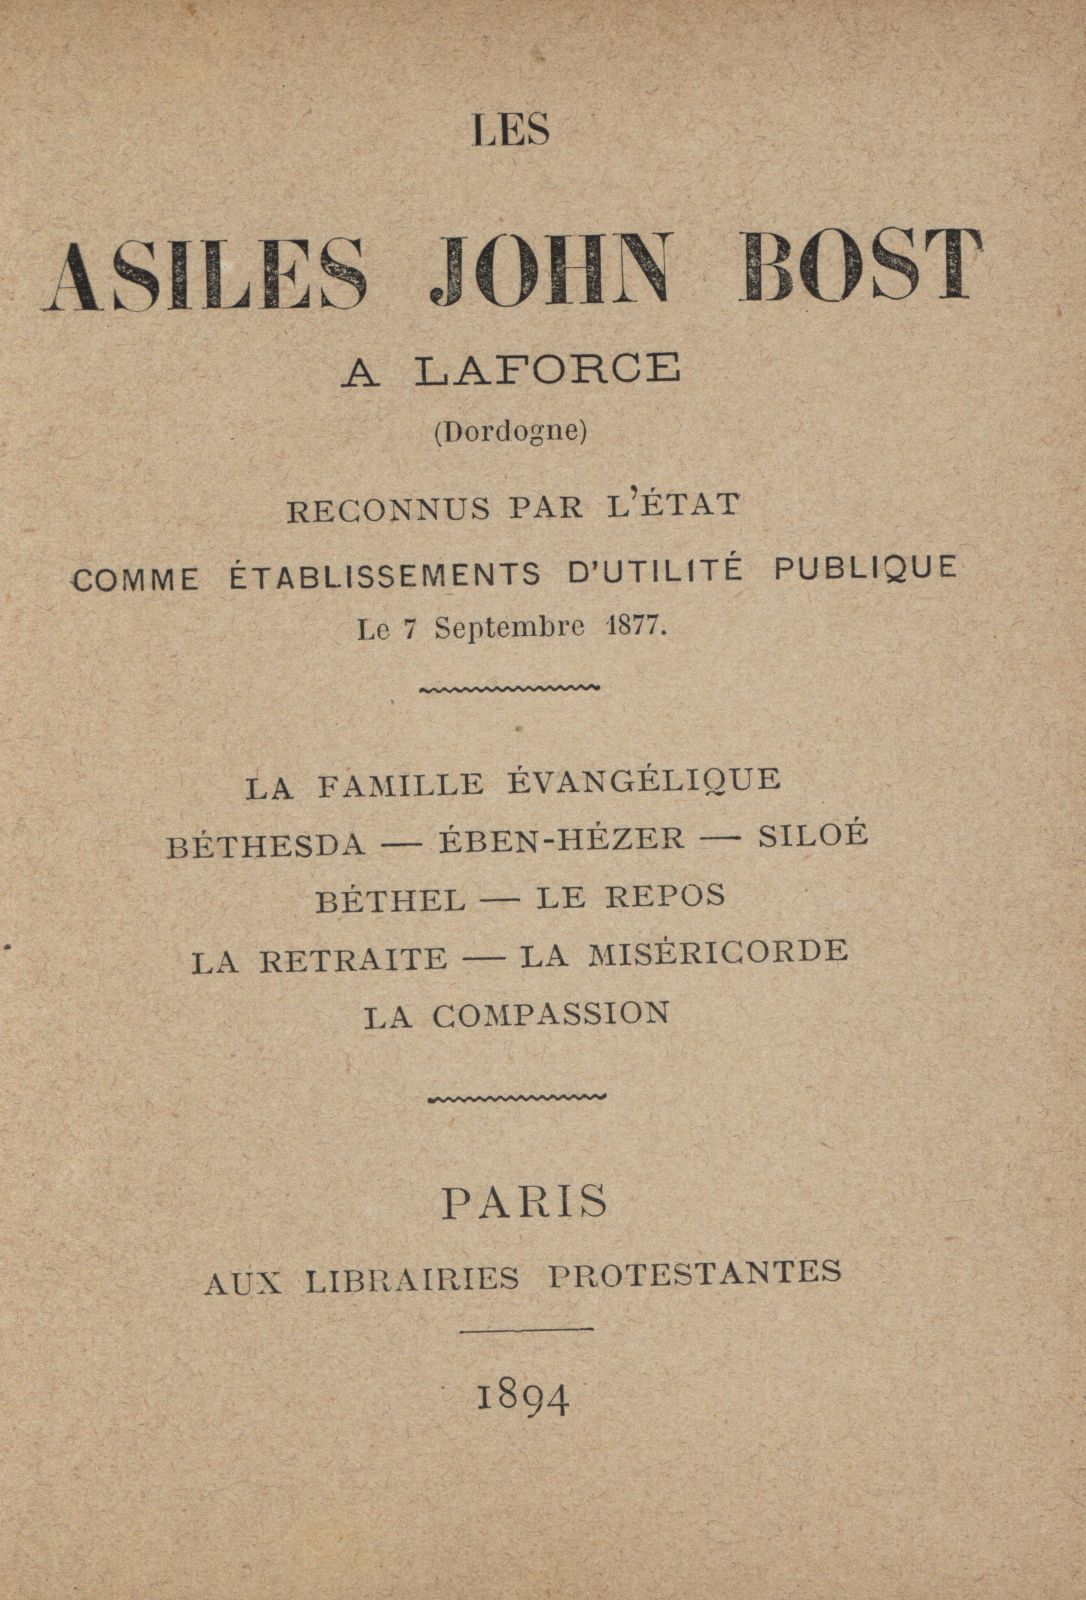 LES
ASILES JOHN BOST
A LAFORCE
(Dordogne)
RECONNUS PAR L'ÉTAT
COMME ÉTABLISSEMENTS D'UTILITÉ PUBLIQUE
Le 7 Septembre 1877.
LA FAMILLE ÉVANGÉLIQUE
BÉTHESDA — ÉBEN-HÉZER — SILOÉ
BÉTHEL — LE REPOS
LA RETRAITE — LA MISÉRICORDE
LA COMPASSION
PARIS
AUX LIBRAIRIES PROTESTANTES
1894